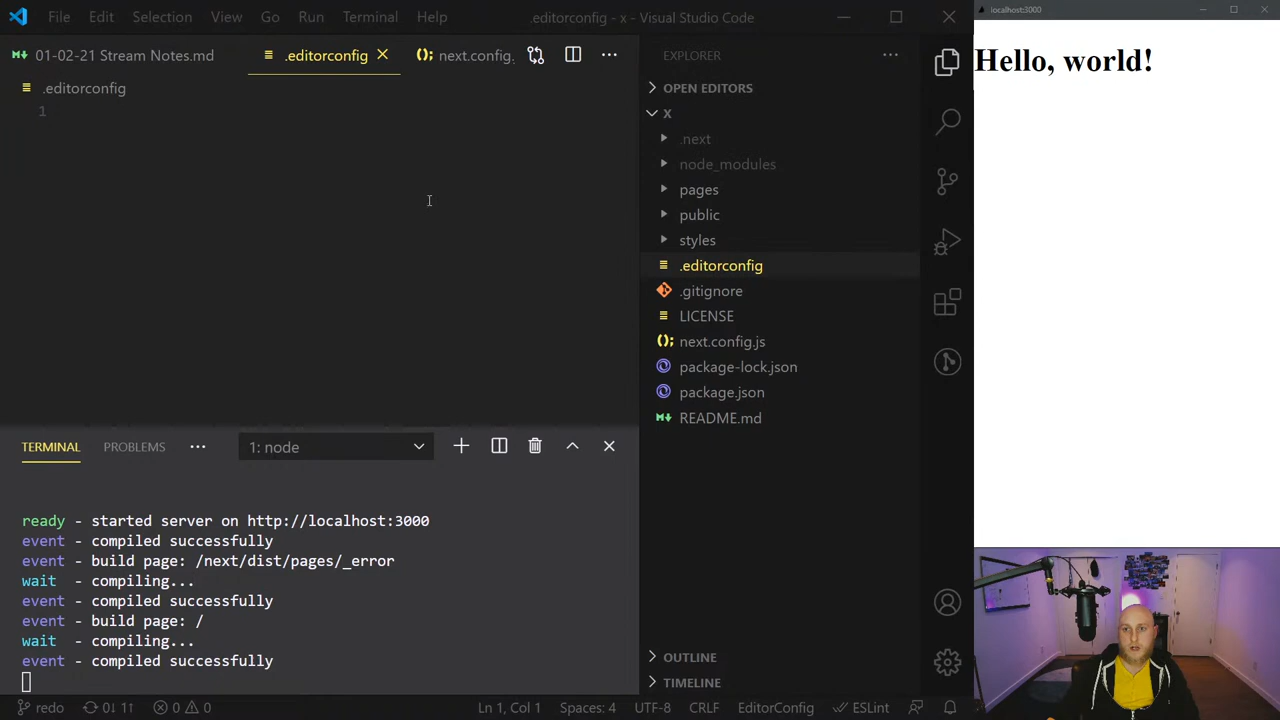 File Edit Selection View Go Run Terminal Help .editorconfig - x - Visual Studio Code
localhost:3000
01-02-21 Stream Notes.md .editorconfig next.config.
.editorconfig
1
EXPLORER
OPEN EDITORS
X
.next
node_modules
pages
public
styles
.editorconfig
.gitignore
LICENSE
next.config.js
package-lock.json
package.json
README.md
OUTLINE
TIMELINE
Hello, world!
TERMINAL PROBLEMS 1: node
ready - started server on http://localhost:3000
event - compiled successfully
event - build page: /next/dist/pages/_error
wait - compiling...
event - compiled successfully
event - build page: /
wait - compiling...
event - compiled successfully
redo 0↓ 1↑ 0 0 Ln 1, Col 1 Spaces: 4 UTF-8 CRLF EditorConfig ESLint